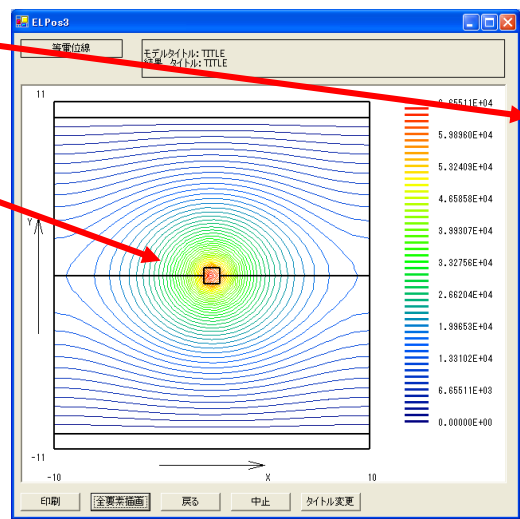 ELPos3
等電位線
モデルタイトル: TITLE
結果 タイトル: TITLE
11
6.65511E+04
5.98960E+04
5.32409E+04
4.65858E+04
Y
3.99307E+04
3.32756E+04
2.66204E+04
1.99653E+04
1.33102E+04
6.65511E+03
0.00000E+00
-11
-10
X
10
印刷
全要素描画
戻る
中止
タイトル変更